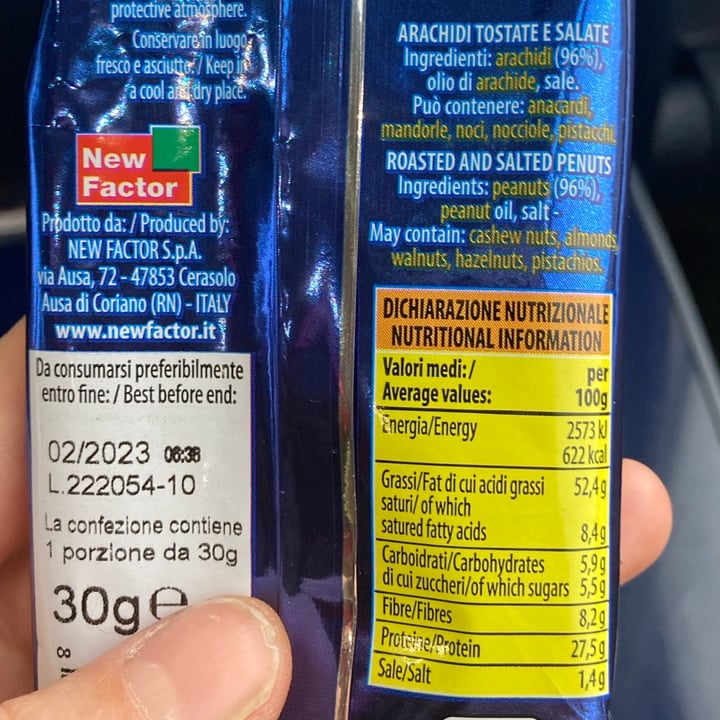 protective atmosphere.
Conservare in luogo
fresco e asciutto. / Keep in
a cool and dry place.
New
Factor
Prodotto da: / Produced by:
NEW FACTOR S.p.A.
via Ausa, 72 - 47853 Cerasolo
Ausa di Coriano (RN) - ITALY
www.newfactor.it
Da consumarsi preferibilmente
entro fine: / Best before end:
02/2023 06:38
L.222054-10
La confezione contiene
1 porzione da 30g
30g e
8
ARACHIDI TOSTATE E SALATE
Ingredienti: arachidi (96%),
olio di arachide, sale.
Può contenere: anacardi,
mandorle, noci, nocciole, pistacchi.
ROASTED AND SALTED PENUTS
Ingredients: peanuts (96%),
peanut oil, salt -
May contain: cashew nuts, almonds,
walnuts, hazelnuts, pistachios.
DICHIARAZIONE NUTRIZIONALE
NUTRITIONAL INFORMATION
Valori medi: / per
Average values: 100g
Energia/Energy 2573 kJ
622 kcal
Grassi/Fat di cui acidi grassi 52,4g
saturi/ of which
satured fatty acids 8,4g
Carboidrati/Carbohydrates 5,9g
di cui zuccheri/of which sugars 5,5g
Fibre/Fibres 8,2g
Proteine/Protein 27,5g
Sale/Salt 1,4g